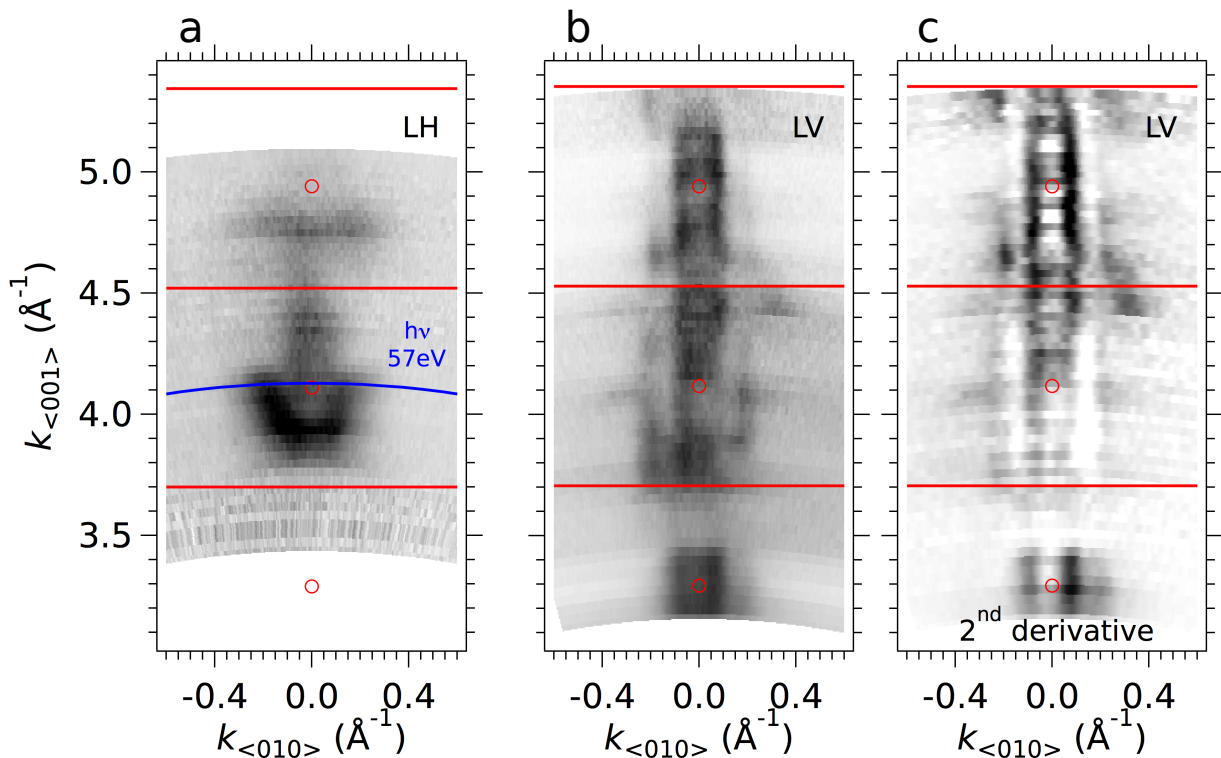 a
b
c
LH
LV
LV
hν
57eV
5.0
4.5
4.0
3.5
k<001> (Å-1)
2nd derivative
-0.4 0.0 0.4
-0.4 0.0 0.4
-0.4 0.0 0.4
k<010> (Å-1)
k<010> (Å-1)
k<010> (Å-1)